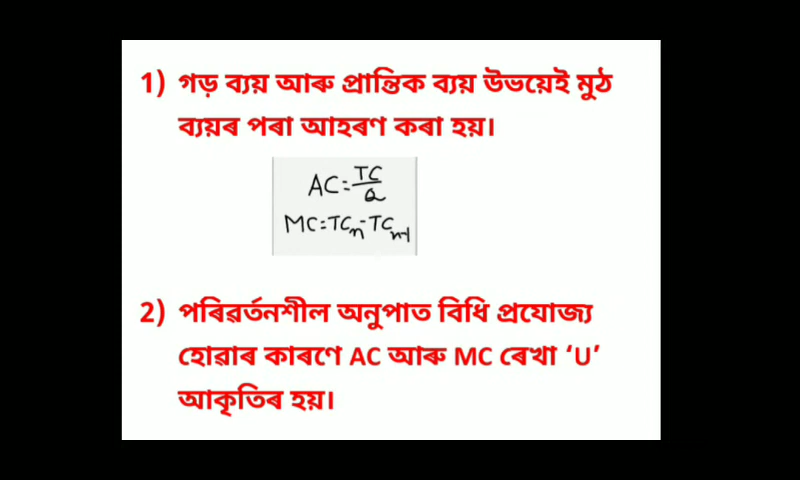 1) গড় ব্যয় আৰু প্ৰান্তিক ব্যয় উভয়েই মুঠ
ব্যয়ৰ পৰা আহৰণ কৰা হয়।
AC=TC/Q
MC=TCn-TCn-1
2) পৰিৱৰ্তনশীল অনুপাত বিধি প্ৰযোজ্য
হোৱাৰ কাৰণে AC আৰু MC ৰেখা ‘U’
আকৃতিৰ হয়।